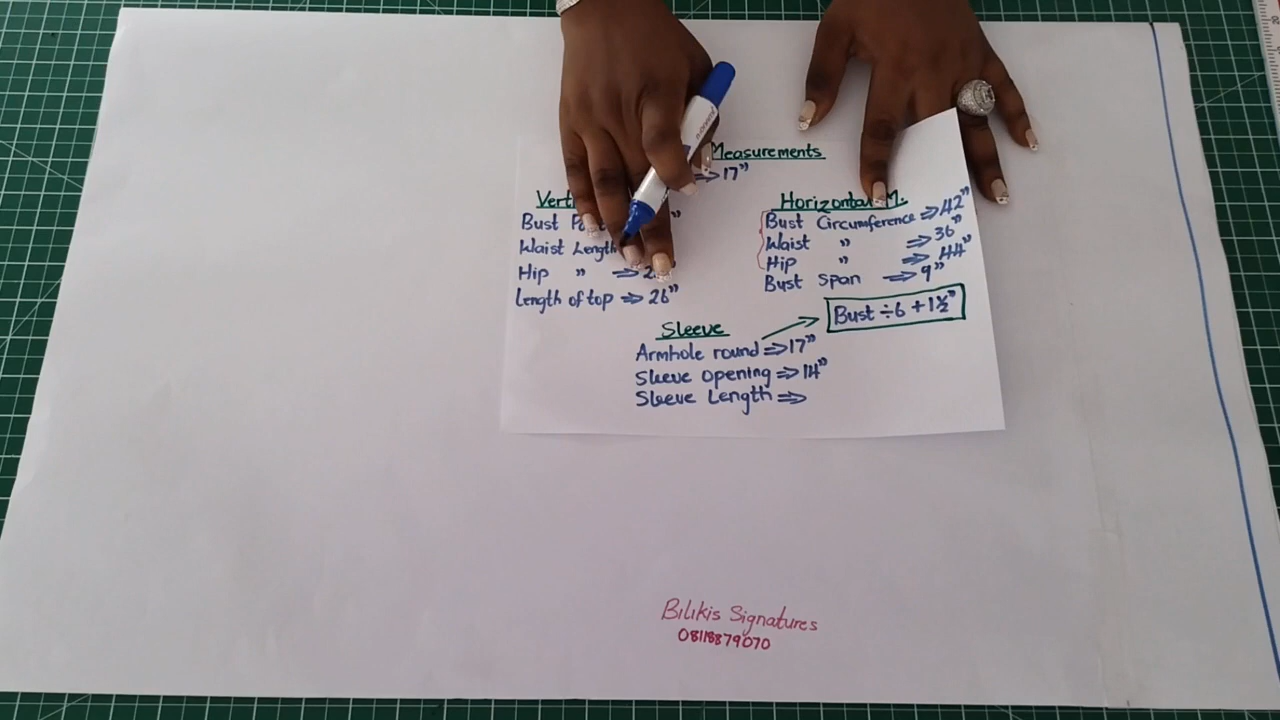 Measurements
⇒ 17"
Bust
Waist Length
Hip " ⇒
Length of top ⇒ 26"
Horizontal M.
Bust Circumference ⇒ 42"
Waist " ⇒ 36"
Hip " ⇒ 44"
Bust Span ⇒ 9"
Bust ÷ 6 + 1½"
Sleeve
Armhole round ⇒ 17"
Sleeve opening ⇒ 14"
Sleeve Length ⇒
Bilikis Signatures
08118879070